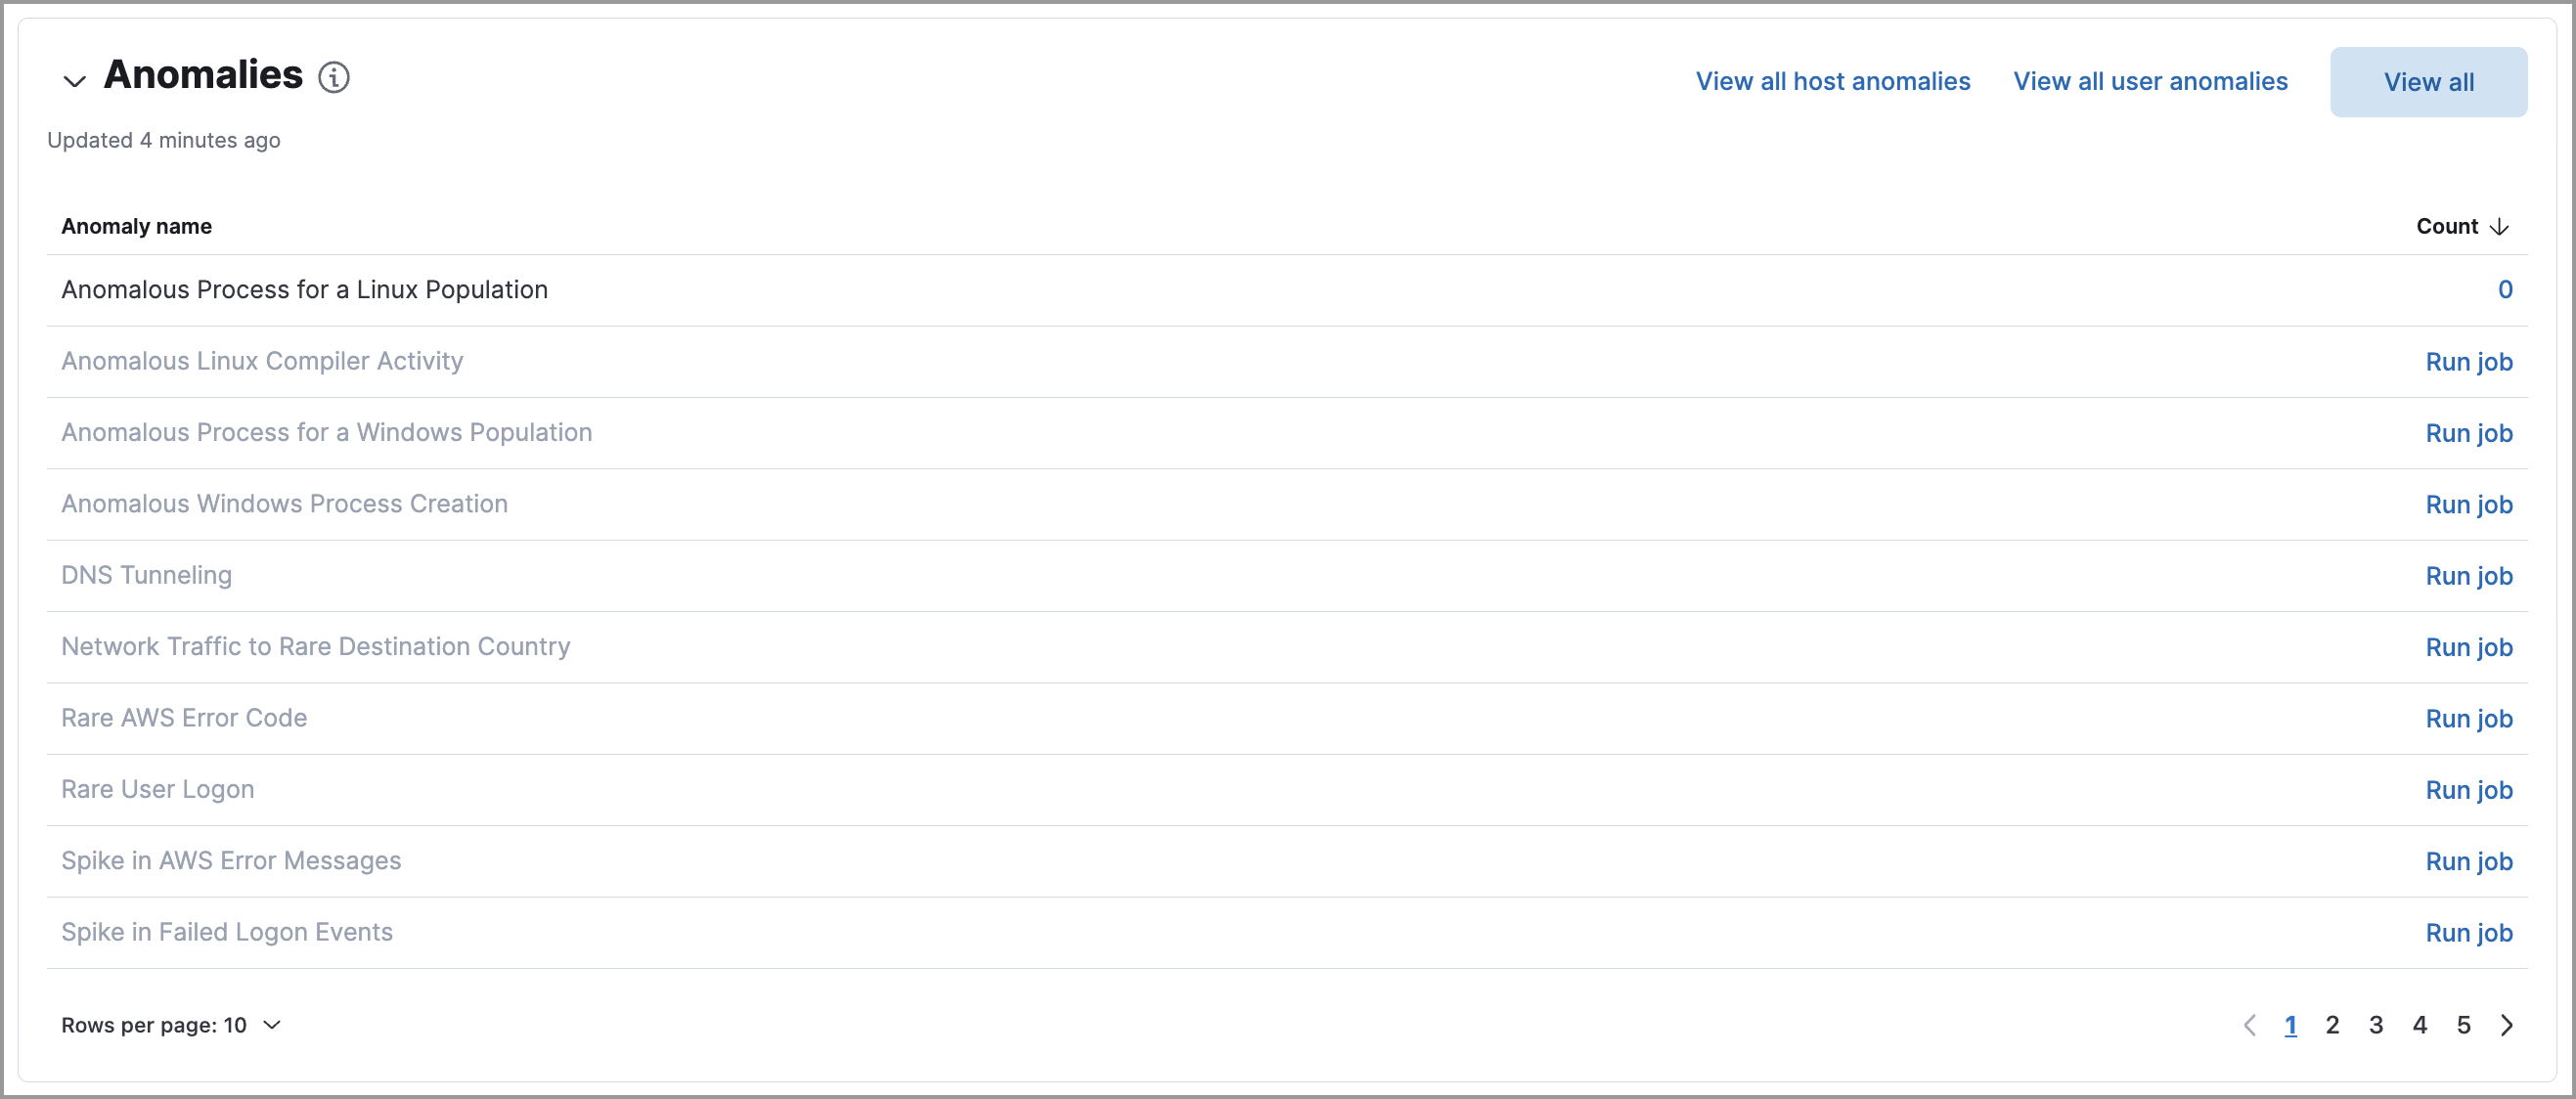 Anomalies
View all host anomalies View all user anomalies View all
Updated 4 minutes ago
Anomaly name Count
Anomalous Process for a Linux Population 0
Anomalous Linux Compiler Activity Run job
Anomalous Process for a Windows Population Run job
Anomalous Windows Process Creation Run job
DNS Tunneling Run job
Network Traffic to Rare Destination Country Run job
Rare AWS Error Code Run job
Rare User Logon Run job
Spike in AWS Error Messages Run job
Spike in Failed Logon Events Run job
Rows per page: 10
1 2 3 4 5